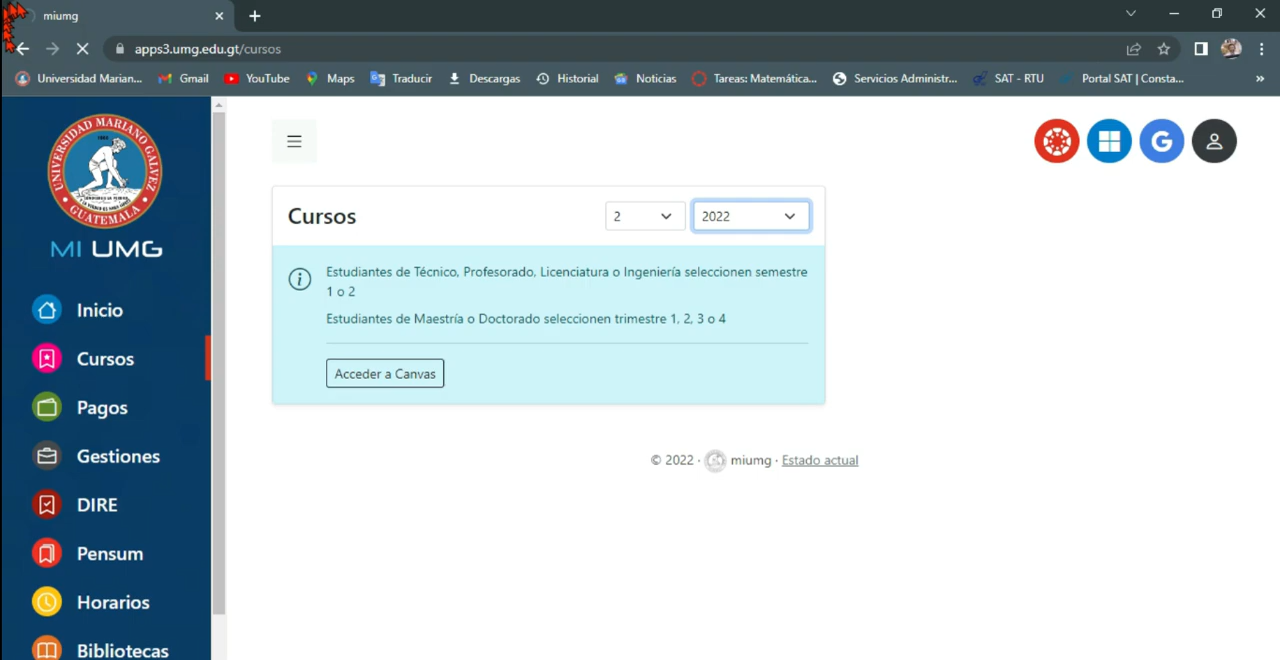 miumg
apps3.umg.edu.gt/cursos
Universidad Marian...
Gmail
YouTube
Maps
Traducir
Descargas
Historial
Noticias
Tareas: Matemática...
Servicios Administr...
SAT - RTU
Portal SAT | Consta...
»
UNIVERSIDAD MARIANO GALVEZ
GUATEMALA
MI UMG
Inicio
Cursos
Pagos
Gestiones
DIRE
Pensum
Horarios
Bibliotecas
G
Cursos
2
2022
Estudiantes de Técnico, Profesorado, Licenciatura o Ingeniería seleccionen semestre
1 o 2
Estudiantes de Maestría o Doctorado seleccionen trimestre 1, 2, 3 o 4
Acceder a Canvas
© 2022 · miumg · Estado actual